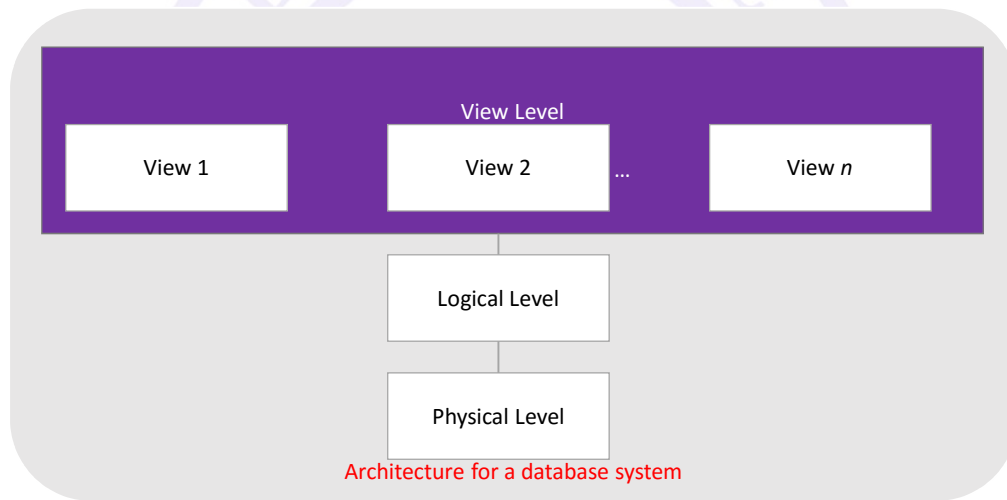 View Level
View 1
View 2
...
View n
Logical Level
Physical Level
Architecture for a database system